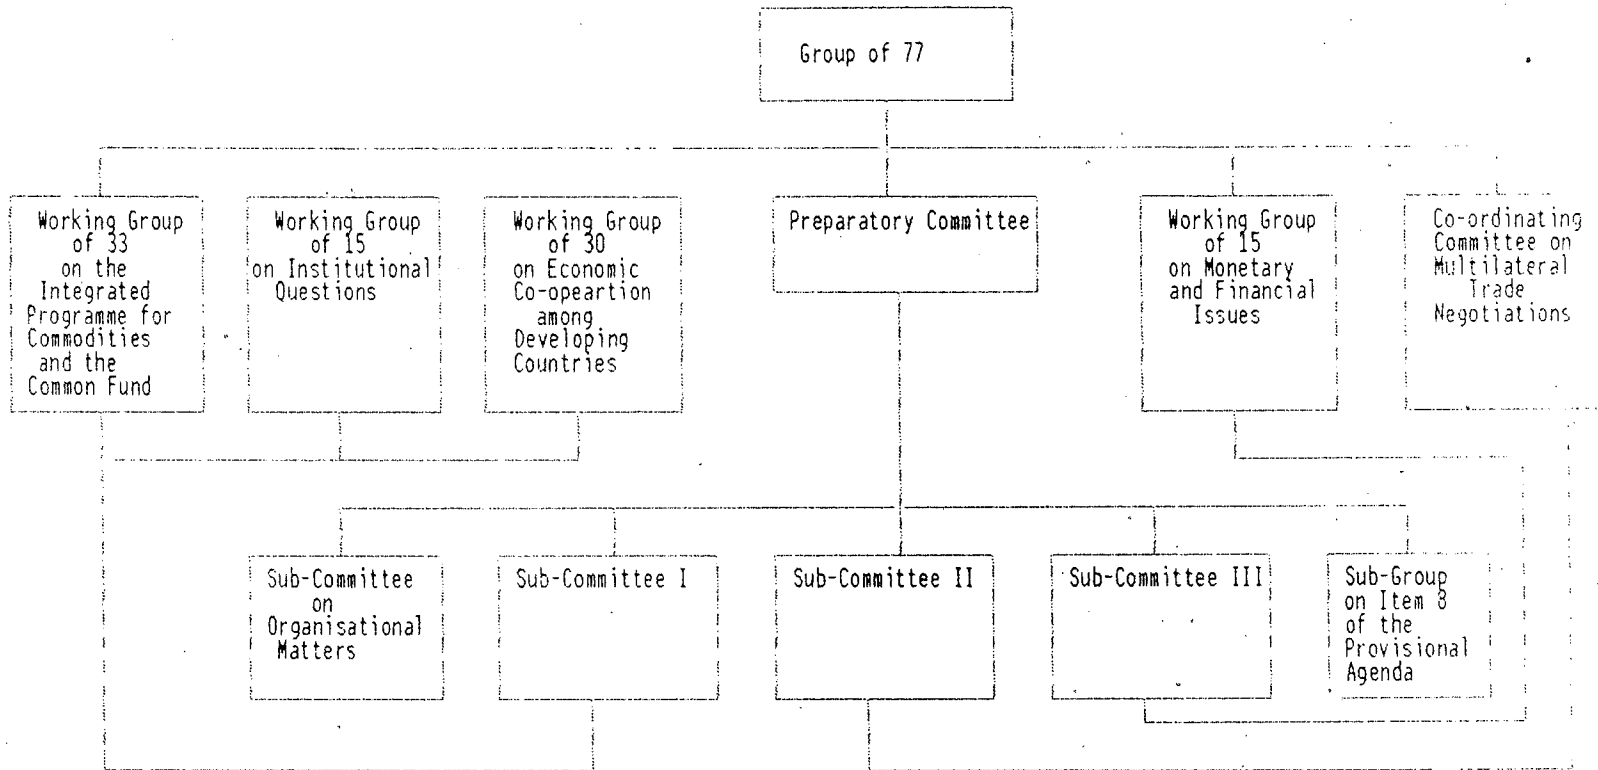 Group of 77
Working Group
of 33
on the
Integrated
Programme for
Commodities
and the
Common Fund
Working Group
of 15
on Institutional
Questions
Working Group
of 30
on Economic
Co-opeartion
among
Developing
Countries
Preparatory Committee
Working Group
of 15
on Monetary
and Financial
Issues
Co-ordinating
Committee on
Multilateral
Trade
Negotiations
Sub-Committee
on
Organisational
Matters
Sub-Committee I
Sub-Committee II
Sub-Committee III
Sub-Group
on Item 8
of the
Provisional
Agenda